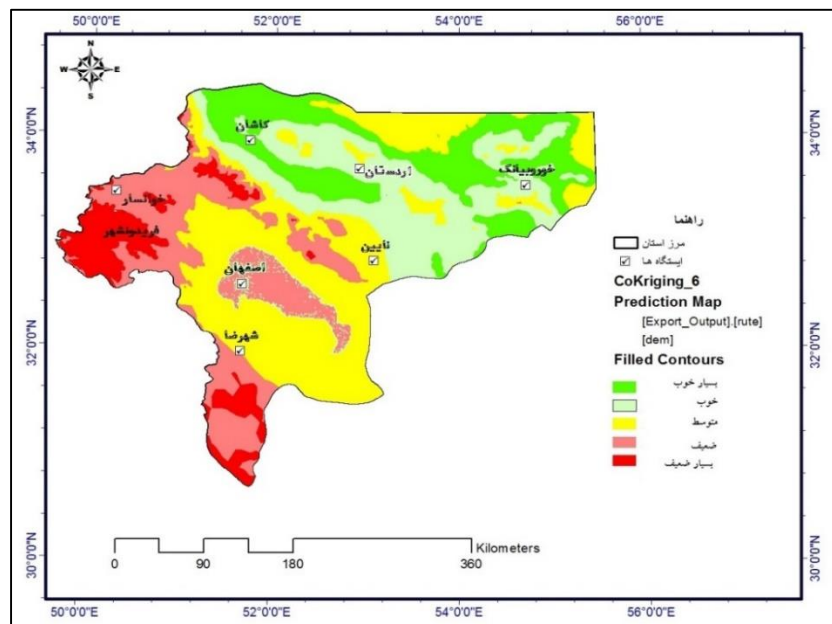 50°0'0"E 52°0'0"E 54°0'0"E 56°0'0"E
N
W E
S
34°0'0"N
34°0'0"N
کاشان
اردستان
خوروبیانک
خوانسار
فریدونشهر
نایین
اصفهان
شهرضا
32°0'0"N
32°0'0"N
30°0'0"N
30°0'0"N
راهنما
مرز استان
ایستگاه ها
CoKriging_6
Prediction Map
[Export_Output].[rute]
[dem]
Filled Contours
بسیار خوب
خوب
متوسط
ضعیف
بسیار ضعیف
Kilometers
0 90 180 360
50°0'0"E 52°0'0"E 54°0'0"E 56°0'0"E